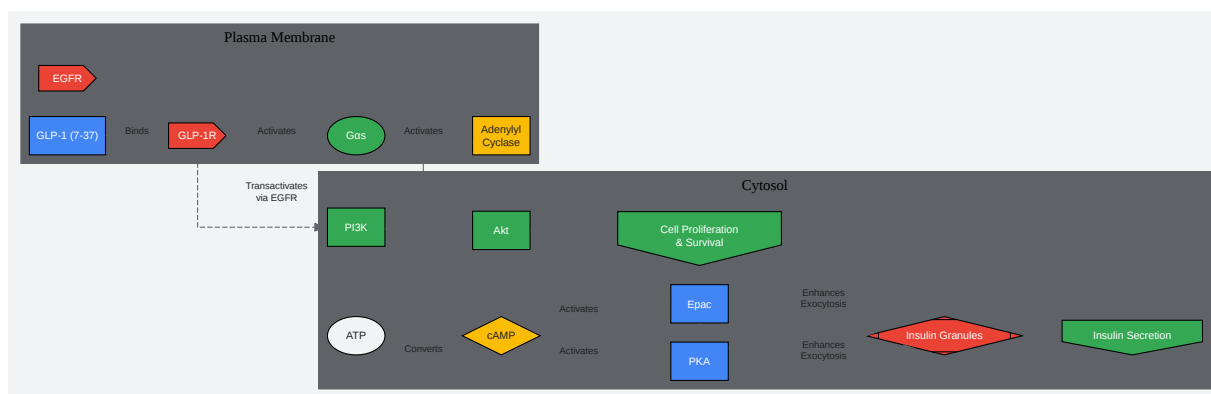 Plasma Membrane
EGFR
GLP-1 (7-37)
Binds
GLP-1R
Activates
Gαs
Activates
Adenylyl
Cyclase
Transactivates
via EGFR
Cytosol
PI3K
Akt
Cell Proliferation
& Survival
Activates
Epac
Enhances
Exocytosis
ATP
Converts
cAMP
Activates
PKA
Enhances
Exocytosis
Insulin Granules
Insulin Secretion